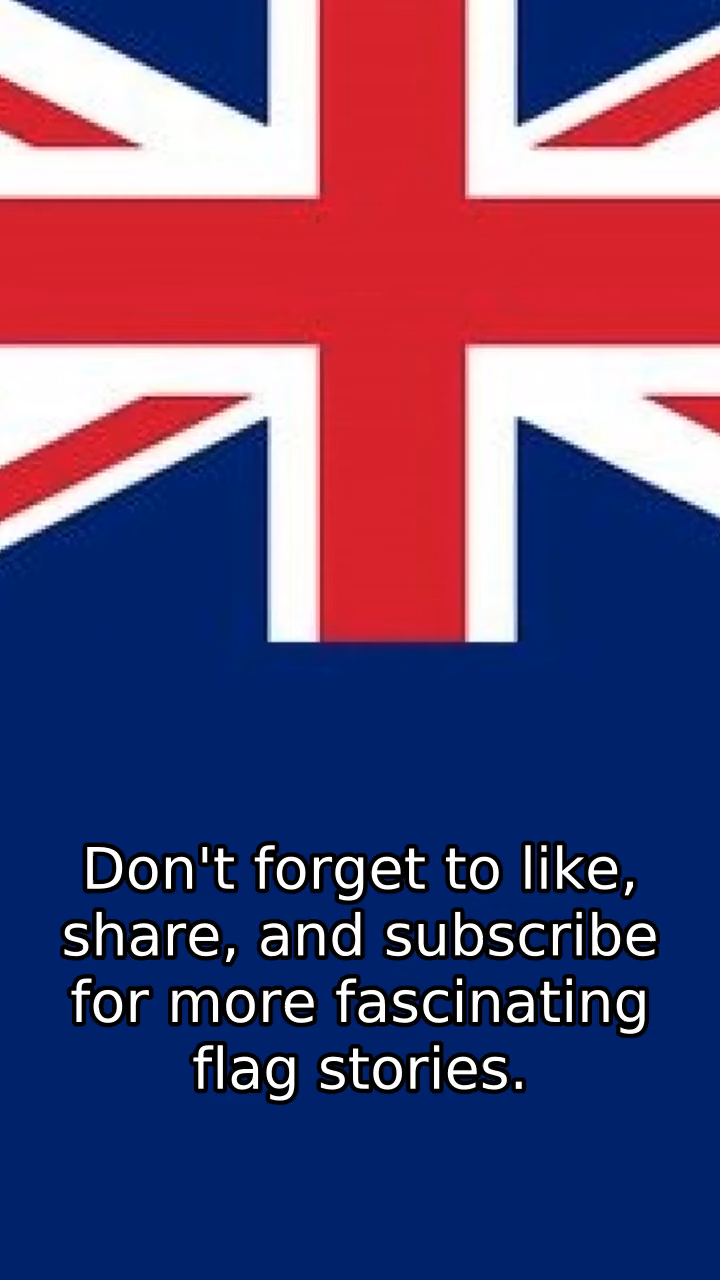 Don't forget to like,
share, and subscribe
for more fascinating
flag stories.